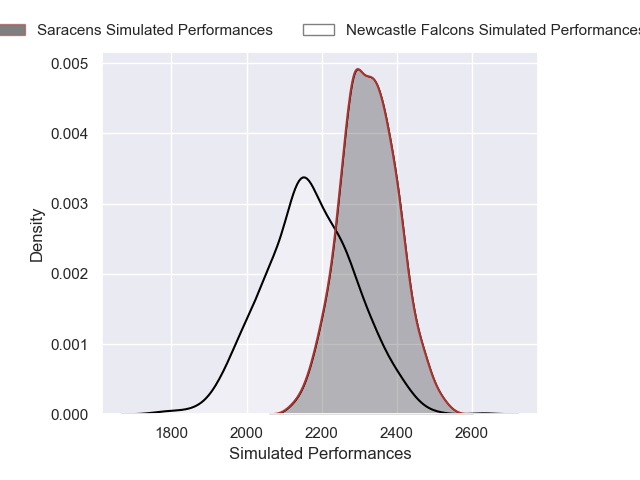 Saracens Simulated Performances Newcastle Falcons Simulated Performances
0.005
0.004
0.003
0.002
0.001
0.000
Density
1800 2000 2200 2400 2600
Simulated Performances